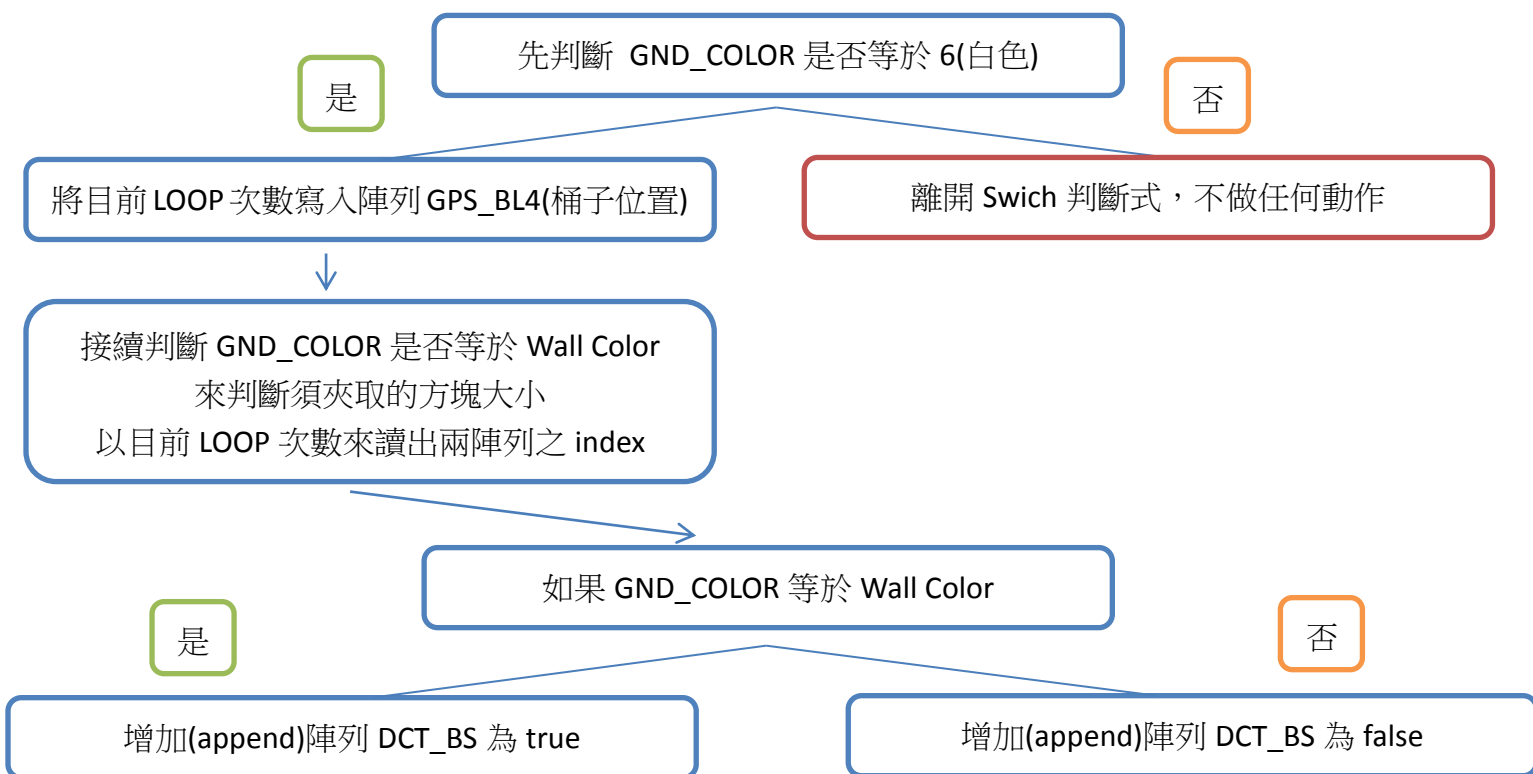 先判斷 GND_COLOR 是否等於 6(白色)
是
否
將目前 LOOP 次數寫入陣列 GPS_BL4(桶子位置)
離開 Swich 判斷式，不做任何動作
接續判斷 GND_COLOR 是否等於 Wall Color
來判斷須夾取的方塊大小
以目前 LOOP 次數來讀出兩陣列之 index
如果 GND_COLOR 等於 Wall Color
是
否
增加(append)陣列 DCT_BS 為 true
增加(append)陣列 DCT_BS 為 false